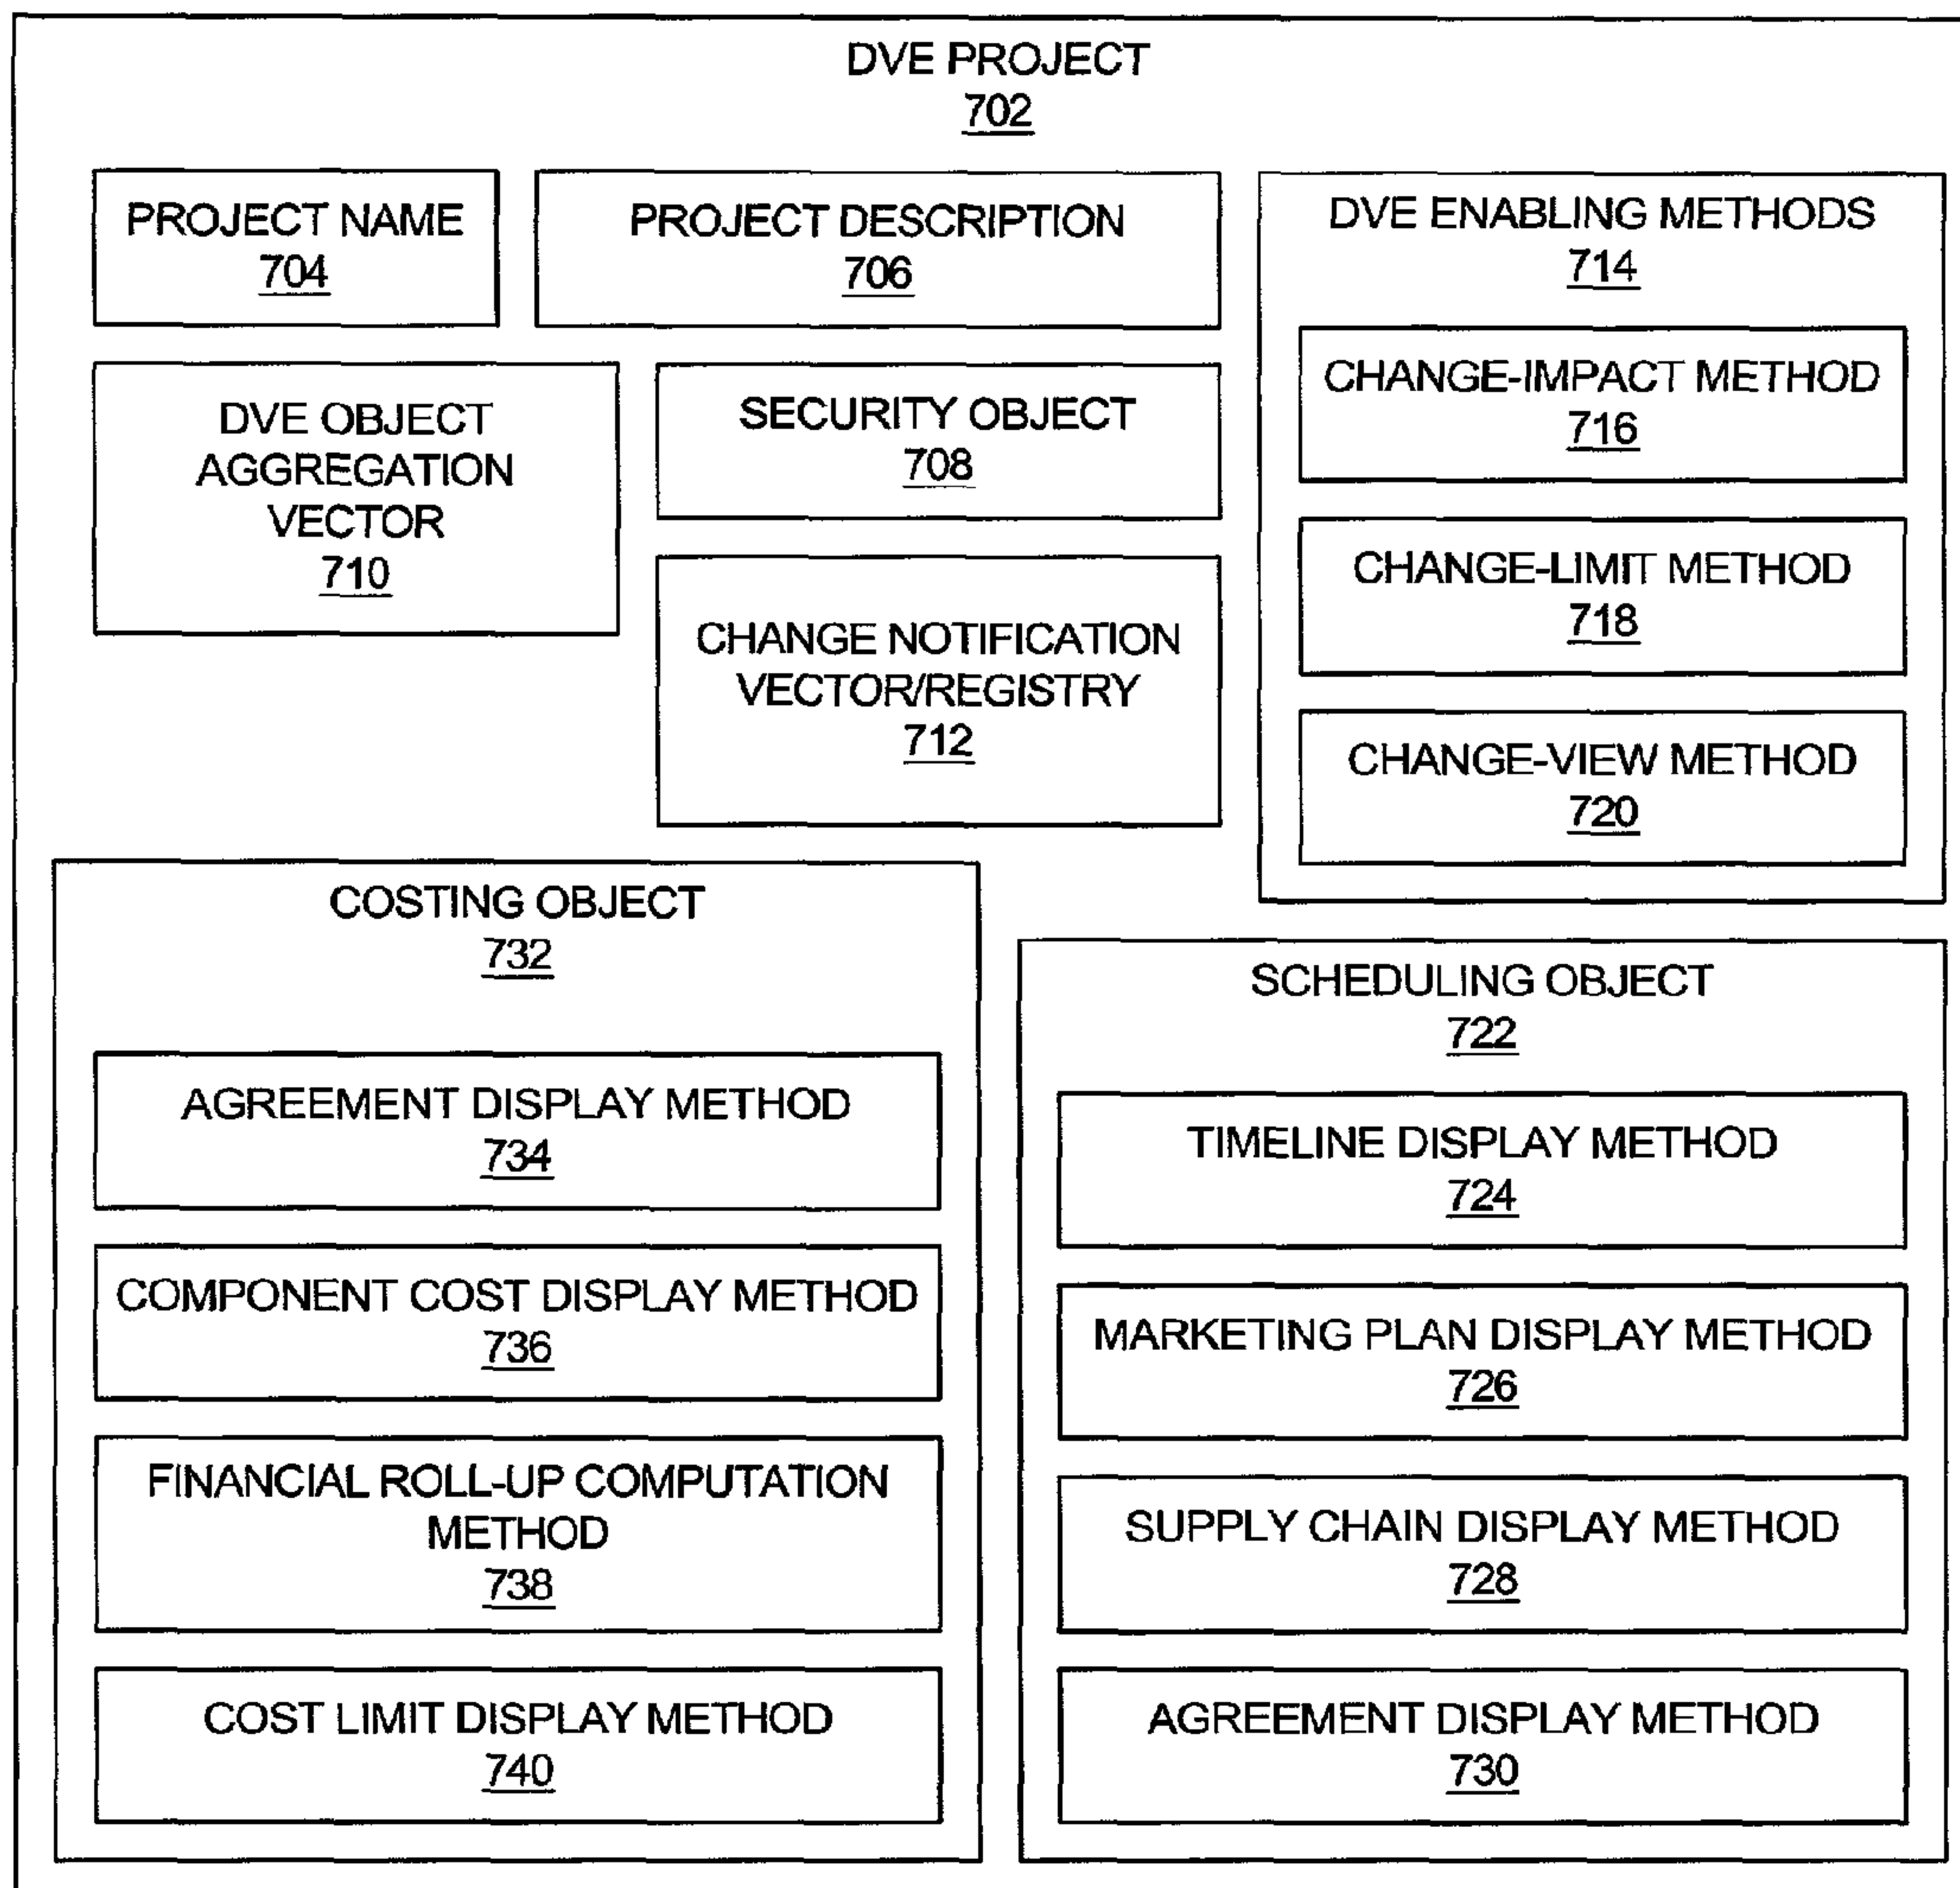 DVE PROJECT
702
PROJECT NAME
704
PROJECT DESCRIPTION
706
DVE OBJECT
AGGREGATION
VECTOR
710
SECURITY OBJECT
708
CHANGE NOTIFICATION
VECTOR/REGISTRY
712
DVE ENABLING METHODS
714
CHANGE-IMPACT METHOD
716
CHANGE-LIMIT METHOD
718
CHANGE-VIEW METHOD
720
COSTING OBJECT
732
AGREEMENT DISPLAY METHOD
734
COMPONENT COST DISPLAY METHOD
736
FINANCIAL ROLL-UP COMPUTATION
METHOD
738
COST LIMIT DISPLAY METHOD
740
SCHEDULING OBJECT
722
TIMELINE DISPLAY METHOD
724
MARKETING PLAN DISPLAY METHOD
726
SUPPLY CHAIN DISPLAY METHOD
728
AGREEMENT DISPLAY METHOD
730